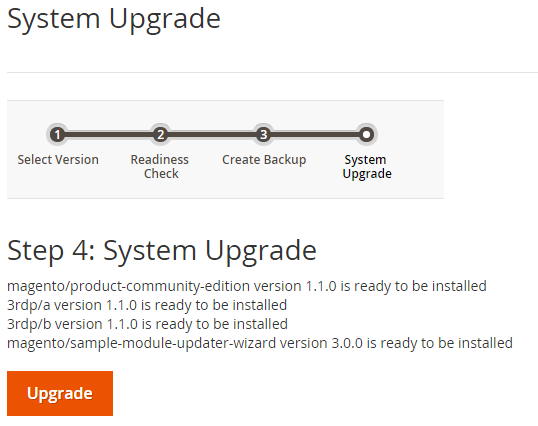 System Upgrade
1
2
3
Select Version
Readiness
Check
Create Backup
System
Upgrade
Step 4: System Upgrade
magento/product-community-edition version 1.1.0 is ready to be installed
3rdp/a version 1.1.0 is ready to be installed
3rdp/b version 1.1.0 is ready to be installed
magento/sample-module-updater-wizard version 3.0.0 is ready to be installed
Upgrade